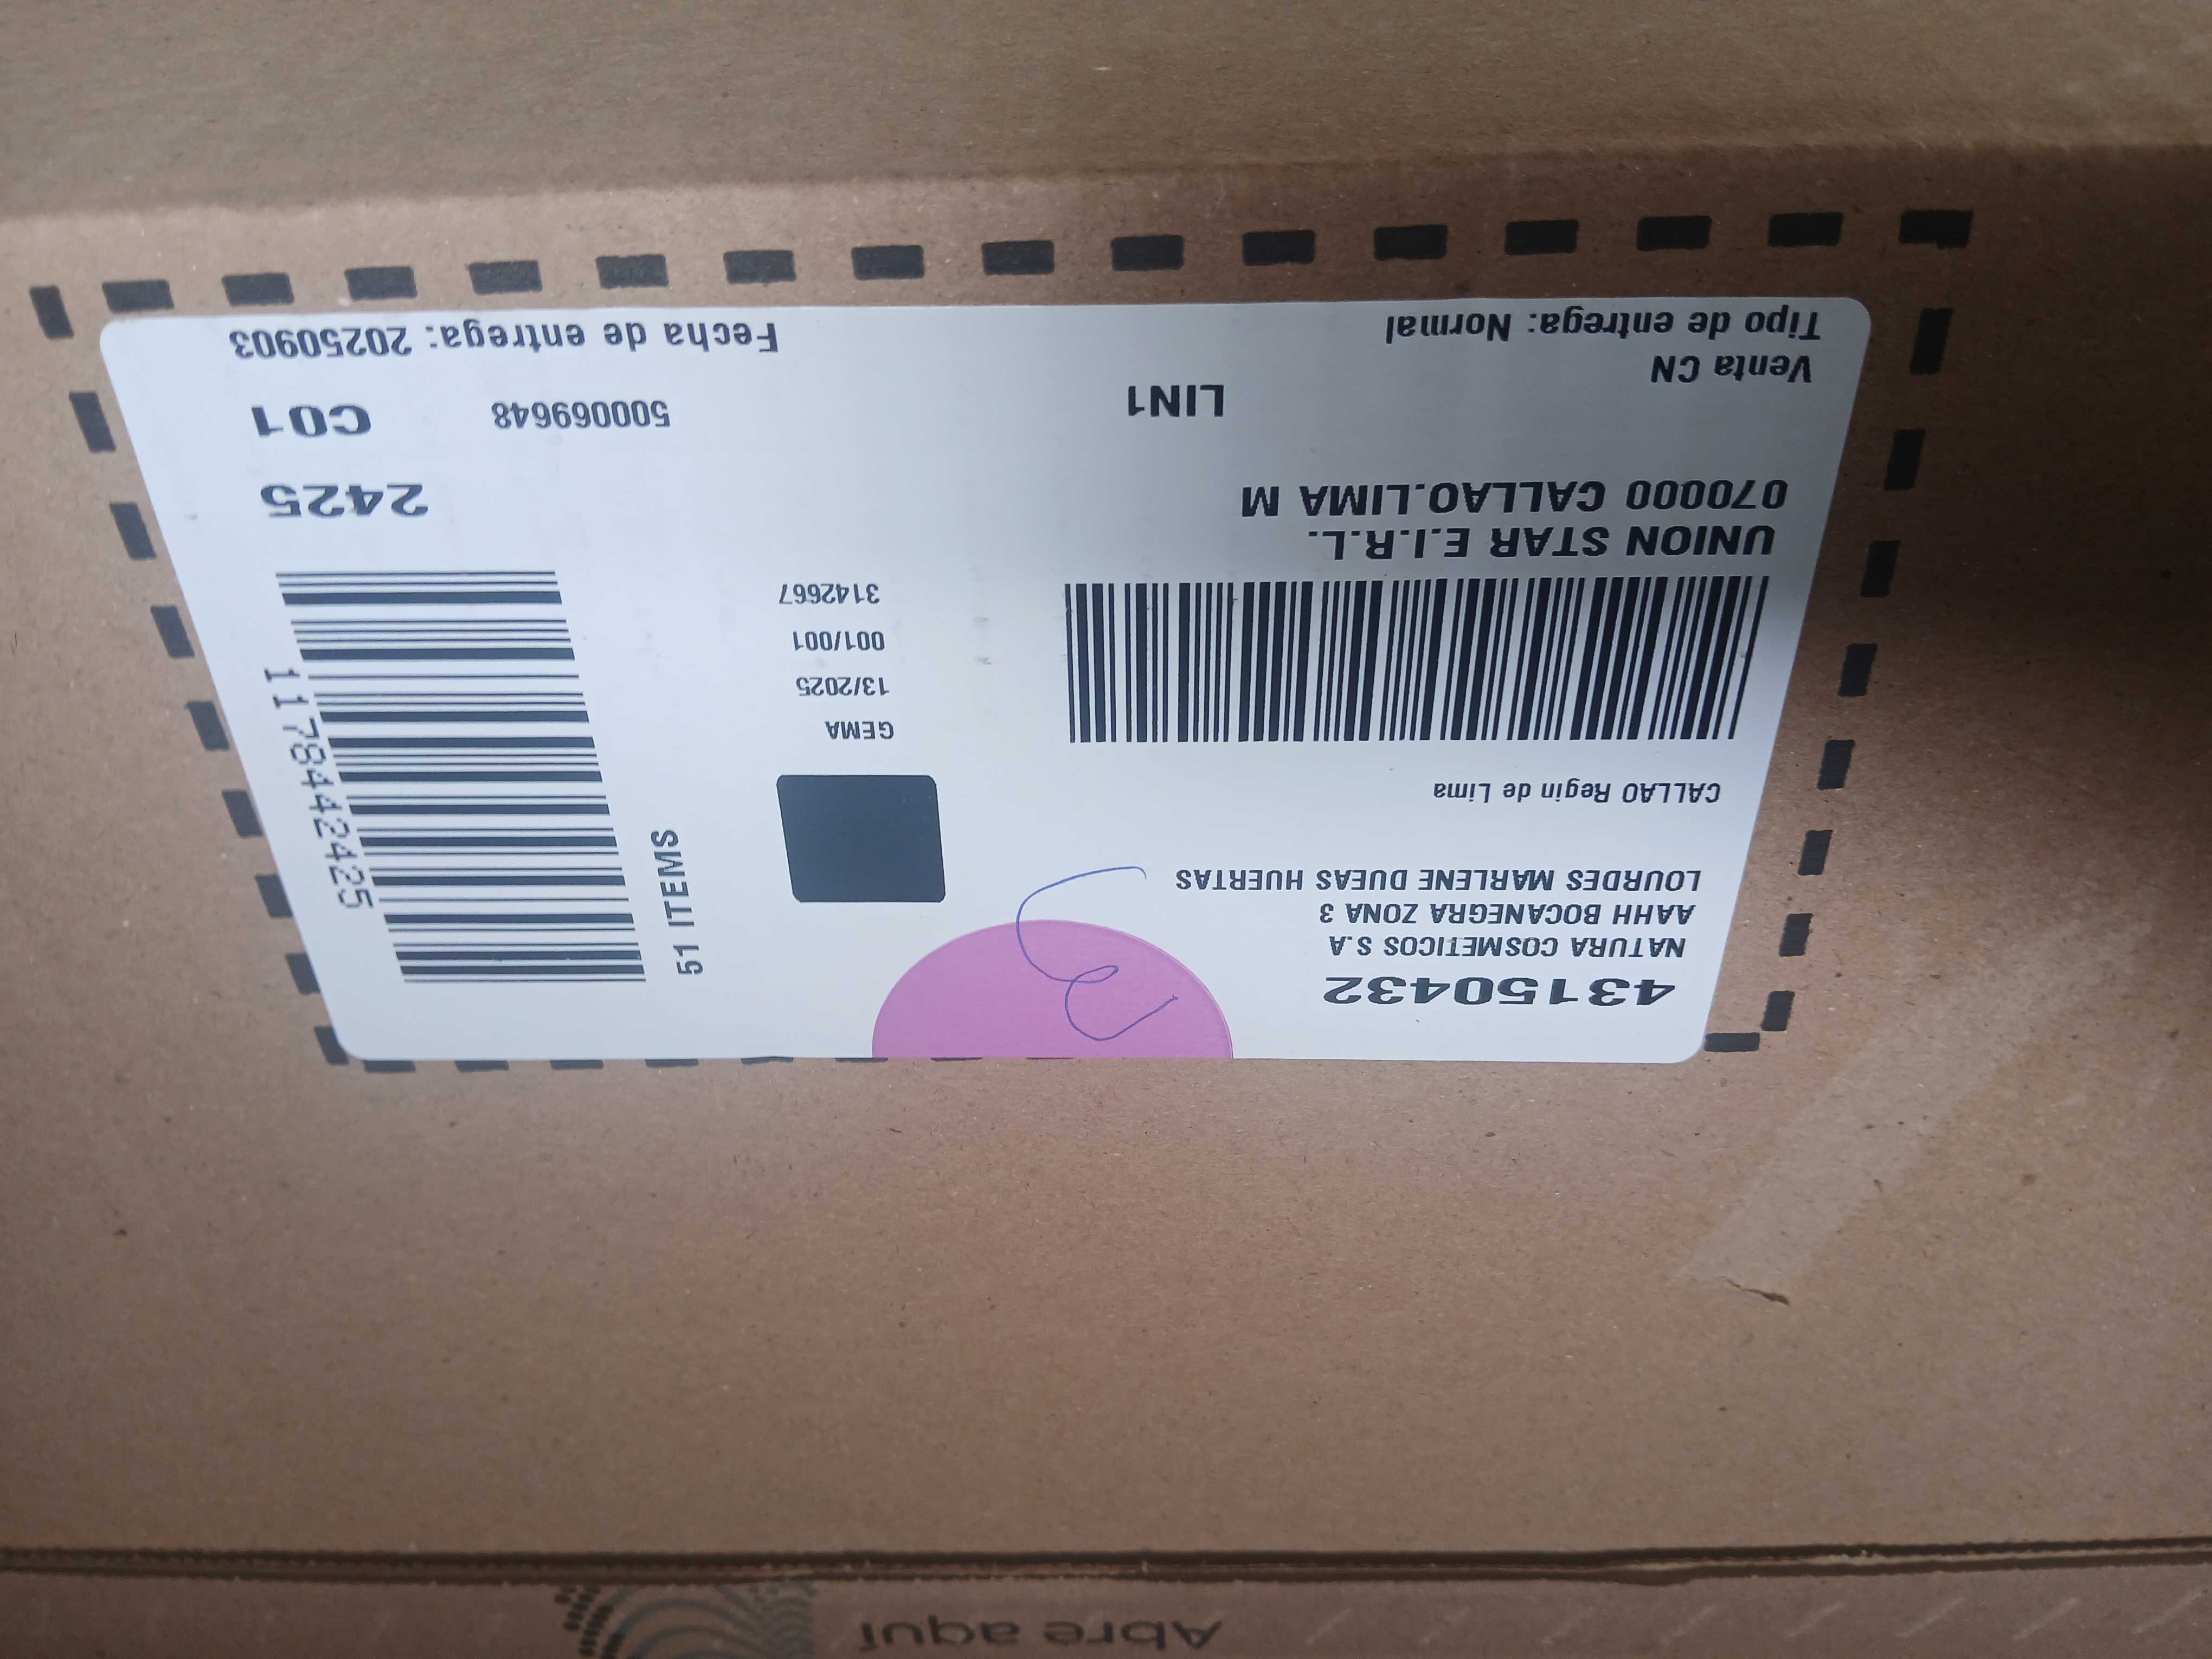 43150432
NATURA COSMETICOS S.A
AAHH BOCANEGRA ZONA 3
LOURDES MARLENE DUEAS HUERTAS
CALLAO Regin de Lima
UNION STAR E.I.R.L.
070000 CALLAO.LIMA M
LIN1
Venta CN
Tipo de entrega: Normal
GEMA
13/2025
001/001
3142667
51 ITEMS
1178442425
2425
500069648
C01
Fecha de entrega: 20250903
Abre aquí